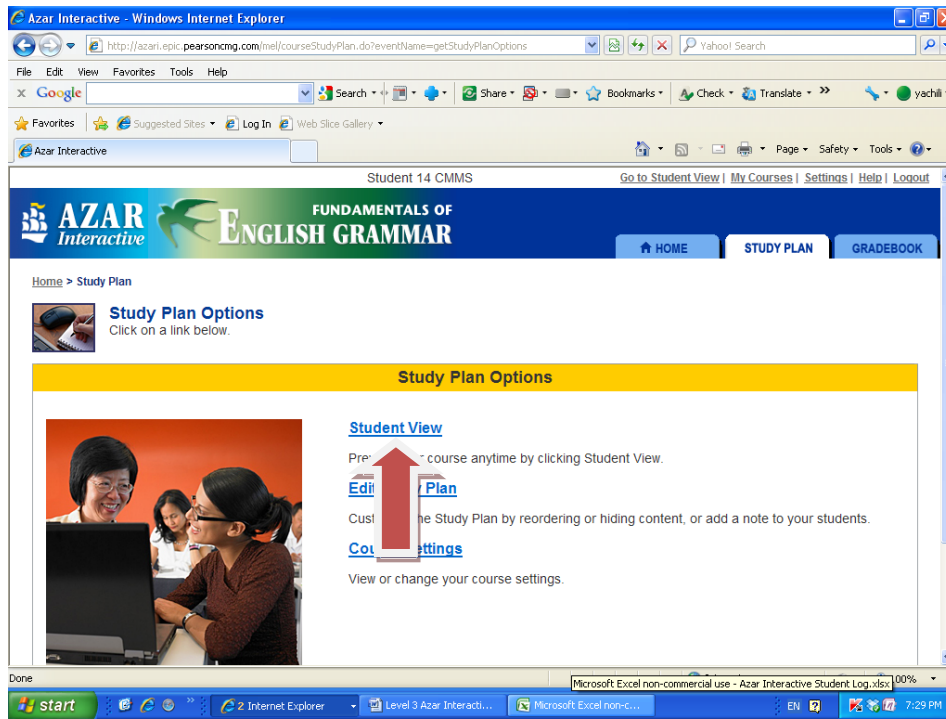 Azar Interactive - Windows Internet Explorer
http://azari.epic.pearsoncmg.com/mel/courseStudyPlan.do?eventName=getStudyPlanOptions
Yahoo! Search
File Edit View Favorites Tools Help
x Google Search Share Bookmarks Check Translate yachil
Favorites Suggested Sites Log In Web Slice Gallery
Azar Interactive Page Safety Tools
Student 14 CMMS Go to Student View | My Courses | Settings | Help | Logout
AZAR Interactive
FUNDAMENTALS OF
ENGLISH GRAMMAR
HOME STUDY PLAN GRADEBOOK
Home > Study Plan
Study Plan Options
Click on a link below.
Study Plan Options
Student View
course anytime by clicking Student View.
Edit Plan
the Study Plan by reordering or hiding content, or add a note to your students.
View or change your course settings.
Done
Microsoft Excel non-commercial use - Azar Interactive Student Log.xlsx
start 2 Internet Explorer Level 3 Azar Interacti... Microsoft Excel non-c... EN 7:29 PM